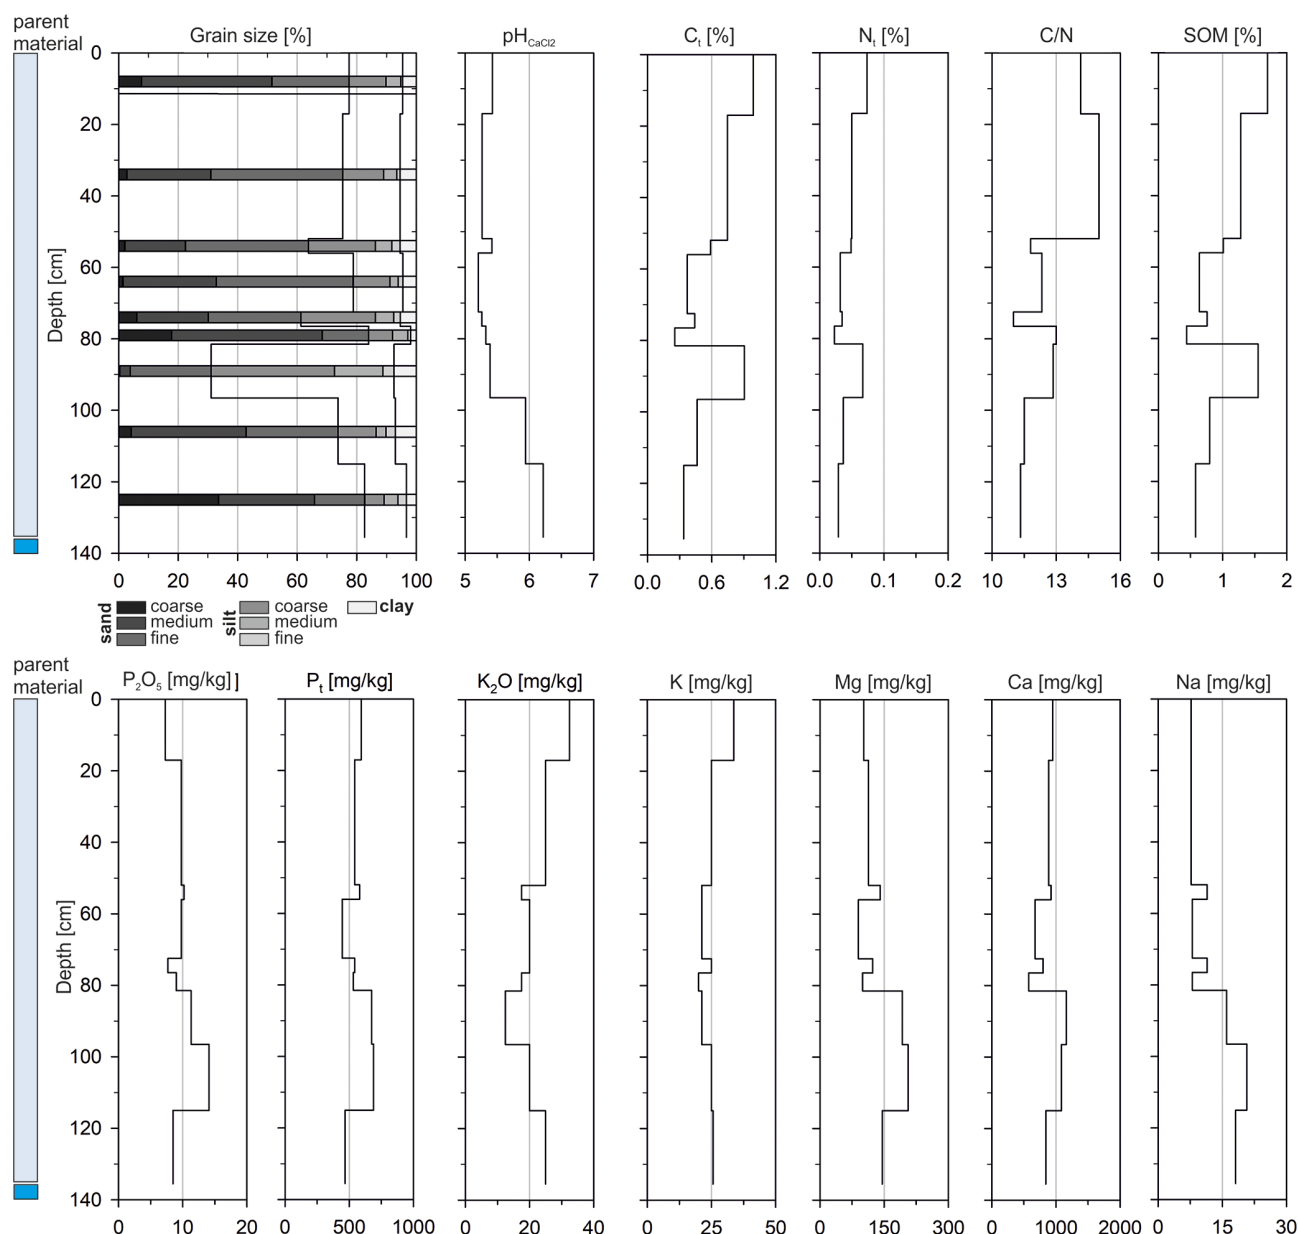 parent
material
Grain size [%]
pHCaCl2
Ct [%]
Nt [%]
C/N
SOM [%]
0
20
40
60
80
100
120
140
Depth [cm]
0 20 40 60 80 100
5 6 7
0.0 0.6 1.2
0.0 0.1 0.2
10 13 16
0 1 2
sand
coarse
medium
fine
silt
coarse
medium
fine
clay
parent
material
P2O5 [mg/kg] ]
Pt [mg/kg]
K2O [mg/kg]
K [mg/kg]
Mg [mg/kg]
Ca [mg/kg]
Na [mg/kg]
0
20
40
60
80
100
120
140
Depth [cm]
0 10 20
0 500 1000
0 20 40
0 25 50
0 150 300
0 1000 2000
0 15 30